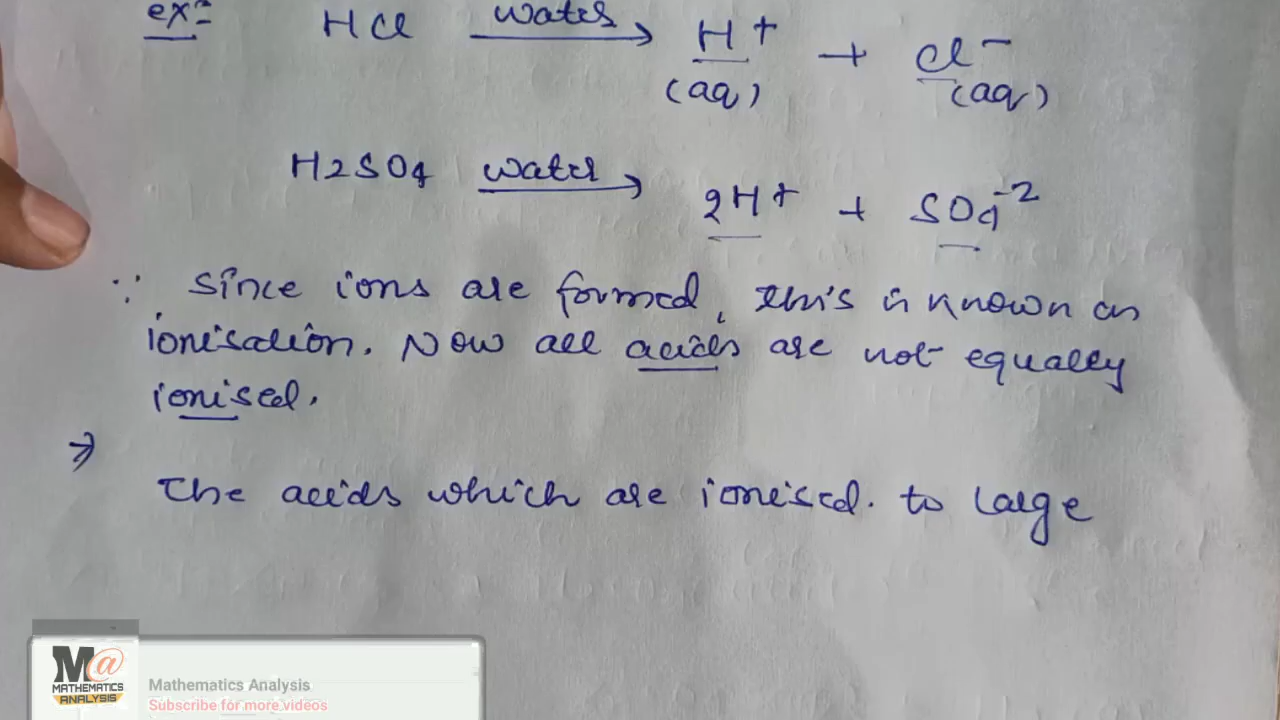 ex:- HCl water→ H+ + Cl-
(aq) (aq)
H2SO4 water→ 2H+ + SO4-2
∵ Since ions are formed, this is known as
ionisation. Now all acids are not equally
ionised.
⇒
The acids which are ionised. to large
M@
MATHEMATICS
ANALYSIS
Mathematics Analysis
Subscribe for more videos